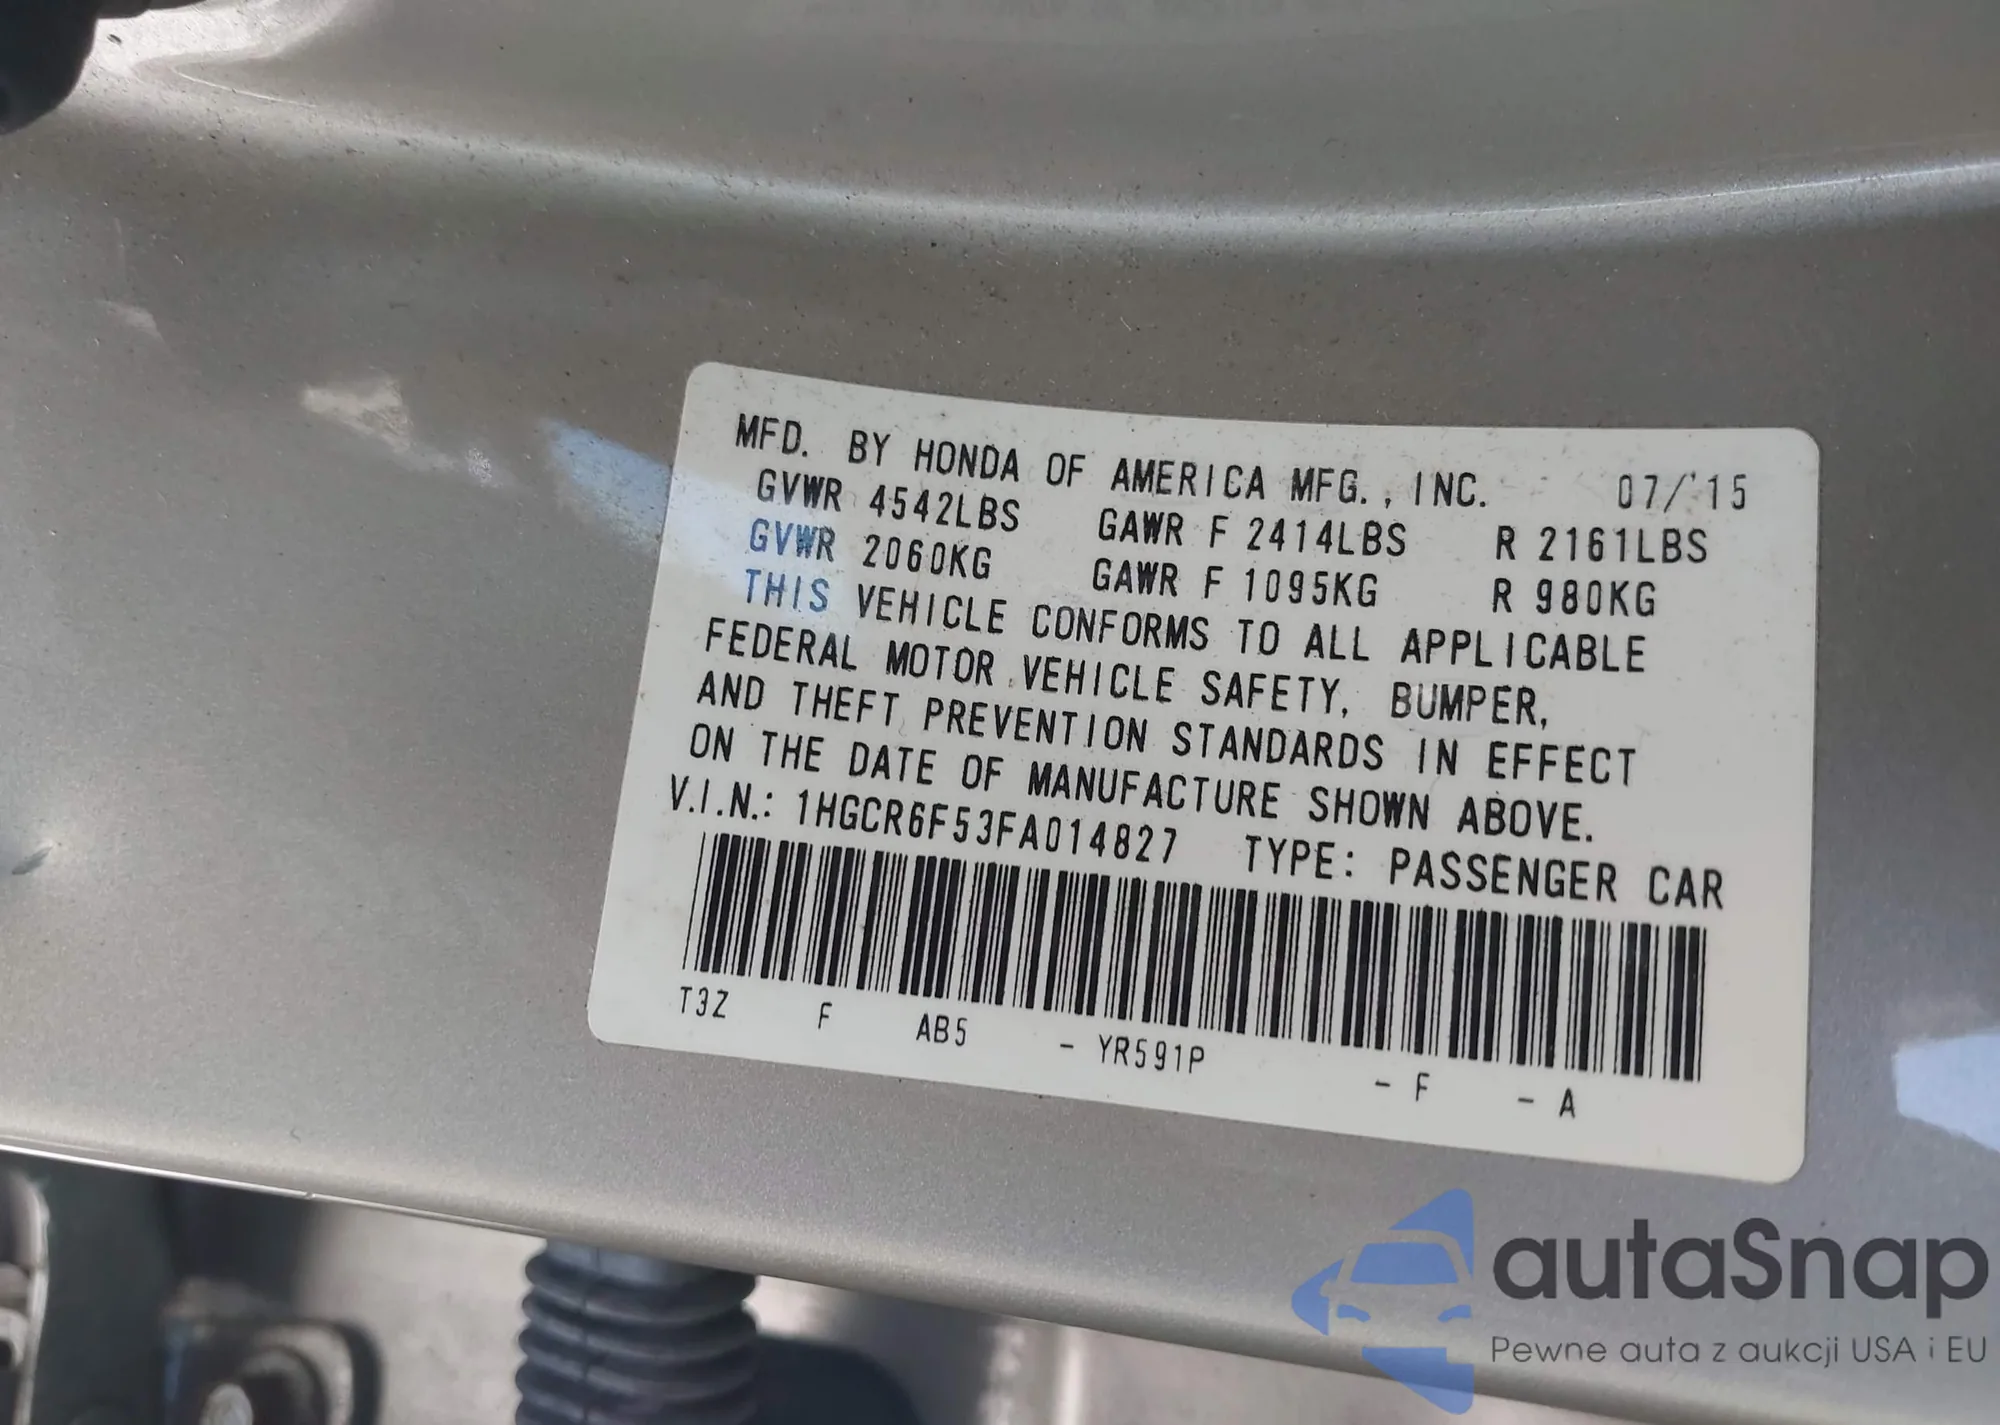 MFD. BY HONDA OF AMERICA MFG., INC. 07/'15
GVWR 4542LBS GAWR F 2414LBS R 2161LBS
GVWR 2060KG GAWR F 1095KG R 980KG
THIS VEHICLE CONFORMS TO ALL APPLICABLE
FEDERAL MOTOR VEHICLE SAFETY, BUMPER,
AND THEFT PREVENTION STANDARDS IN EFFECT
ON THE DATE OF MANUFACTURE SHOWN ABOVE.
V.I.N.: 1HGCR6F53FA014827 TYPE: PASSENGER CAR
T3Z F AB5 - YR591P - F - A
autaSnap
Pewne auta z aukcji USA i EU